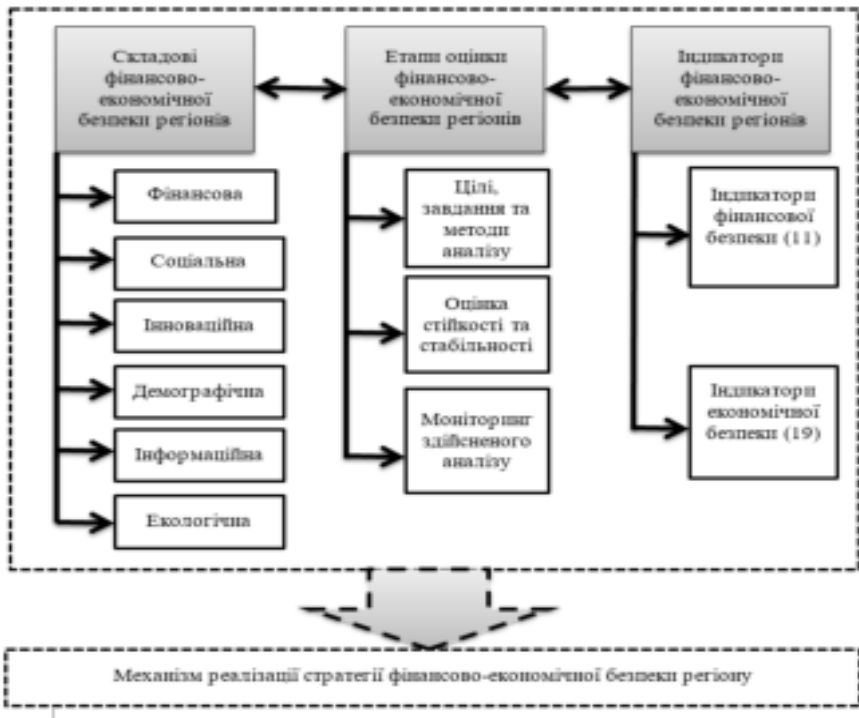 Складові
фінансово-
економічної
безпеки регіонів
Фінансова
Соціальна
Інноваційна
Демографічна
Інформаційна
Екологічна
Етапи оцінки
фінансово-
економічної
безпеки регіонів
Цілі,
завдання та
методи
аналізу
Оцінка
стійкості та
стабільності
Моніторинг
здійсненого
аналізу
Індикатори
фінансово-
економічної
безпеки регіонів
Індикатори
фінансової
безпеки (11)
Індикатори
економічної
безпеки (19)
Механізм реалізації стратегії фінансово-економічної безпеки регіону